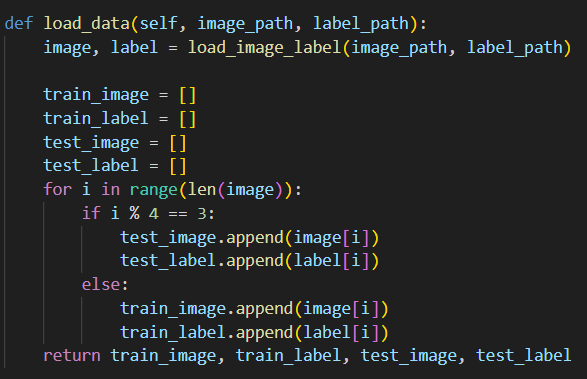 def load_data(self, image_path, label_path):
    image, label = load_image_label(image_path, label_path)

    train_image = []
    train_label = []
    test_image = []
    test_label = []
    for i in range(len(image)):
        if i % 4 == 3:
            test_image.append(image[i])
            test_label.append(label[i])
        else:
            train_image.append(image[i])
            train_label.append(label[i])
    return train_image, train_label, test_image, test_label